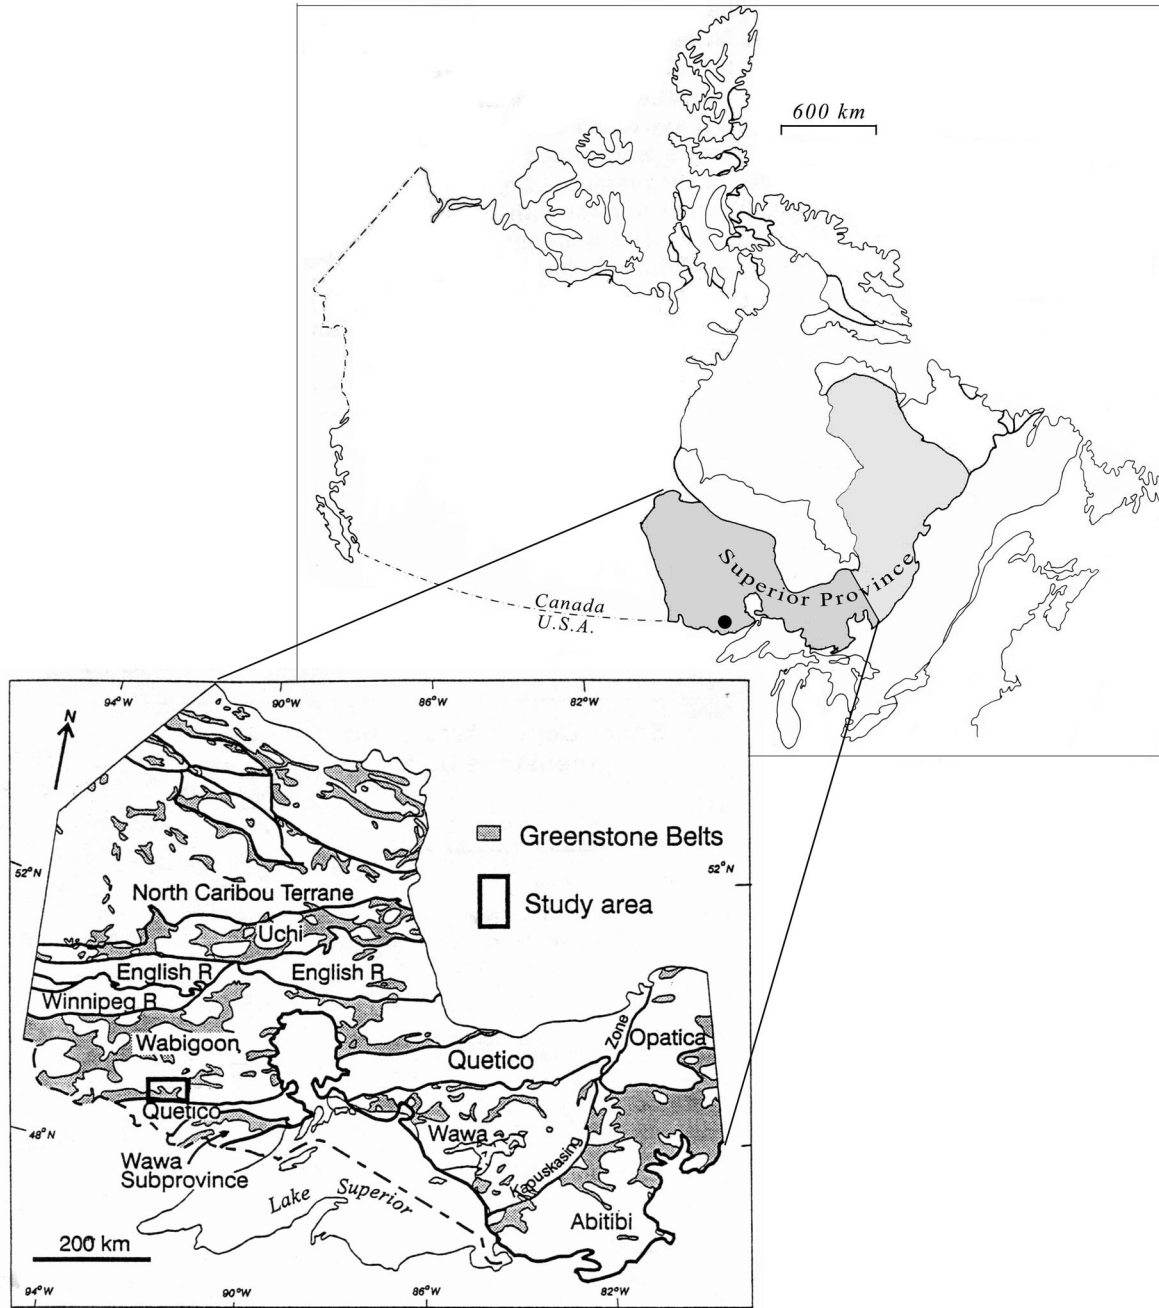 600 km
Superior Province
Canada
U.S.A.
94°W
90°W
86°W
82°W
N
Greenstone Belts
52°N
52°N
North Caribou Terrane
Study area
Uchi
English R
English R
Winnipeg R
Wabigoon
Zone
Opatica
Quetico
Quetico
48°N
Wawa
Wawa
Subprovince
Kapuskasing
Lake Superior
Abitibi
200 km
94°W
90°W
86°W
82°W